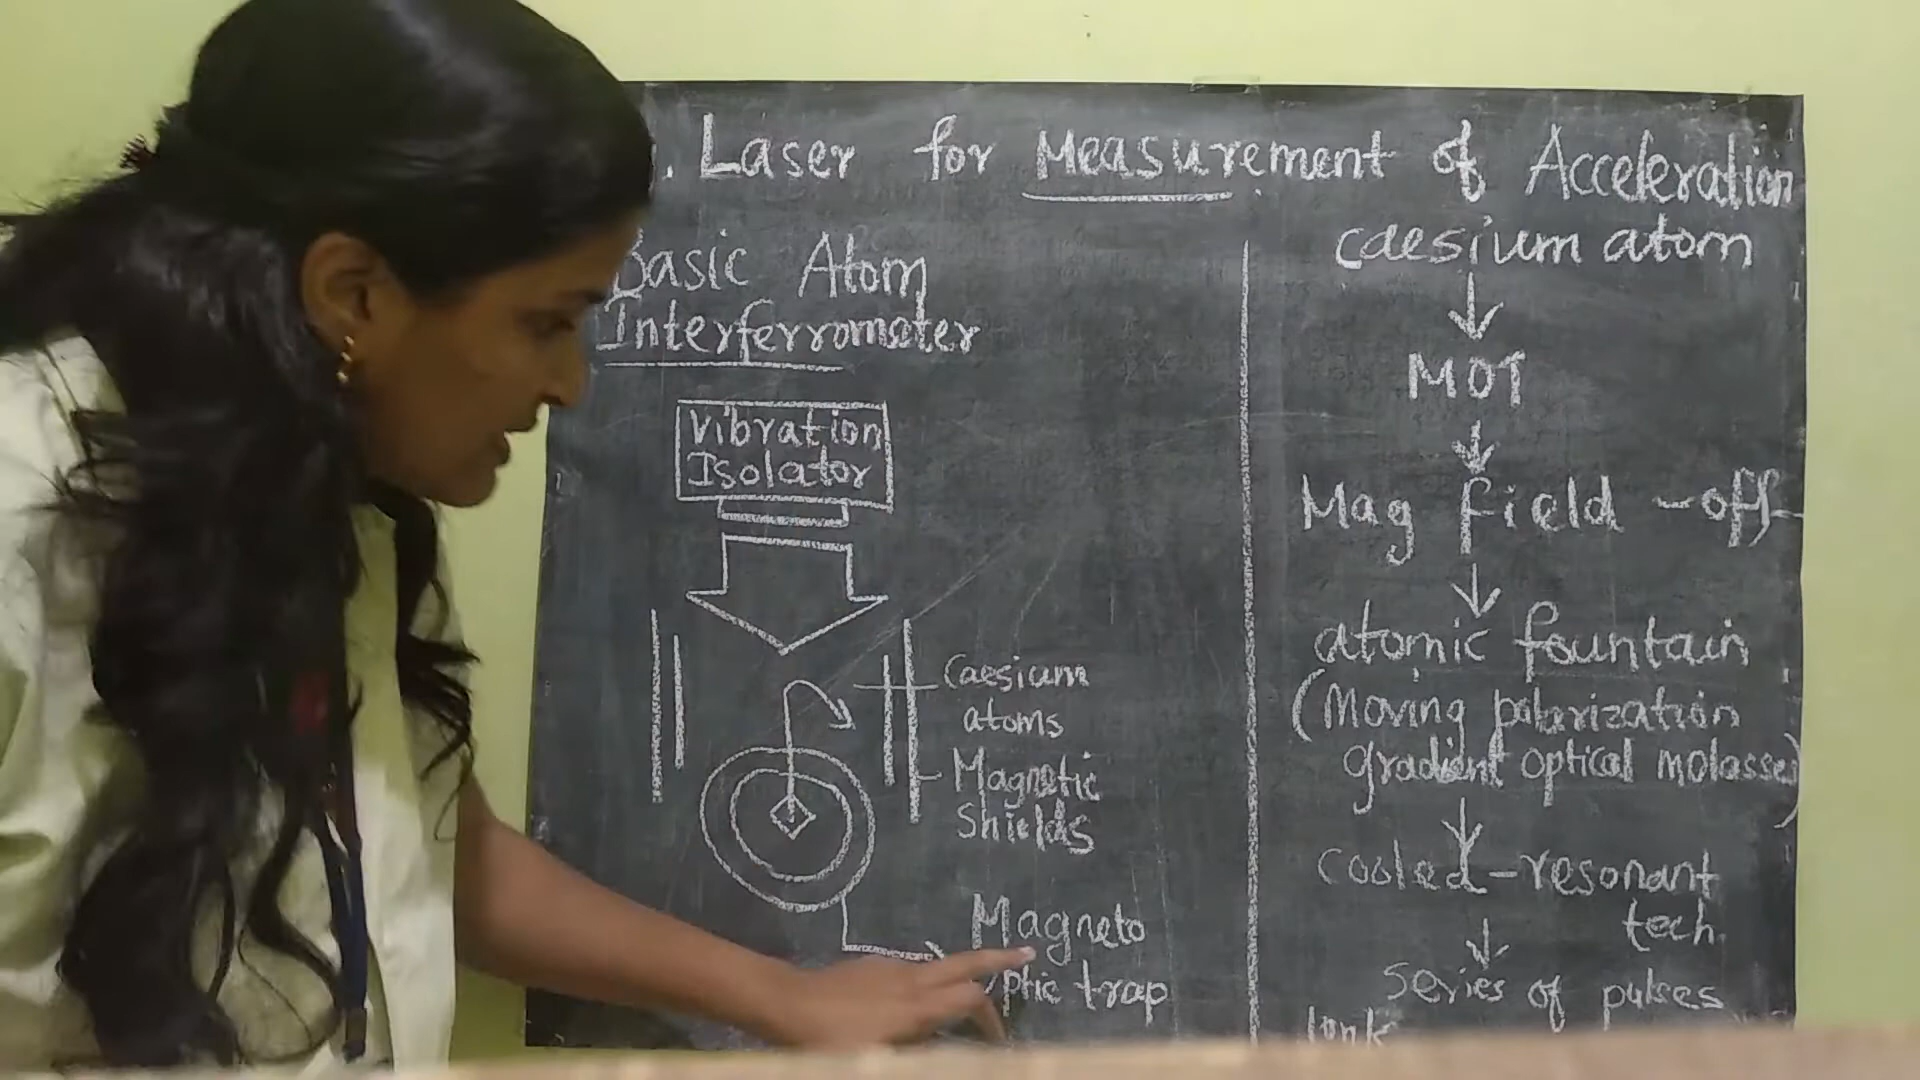 . Laser for Measurement of Acceleration
Basic Atom
Interferrometer
Vibration
Isolator
Caesium
atoms
Magnetic
Shields
Magneto
optic trap
caesium atom
MOT
Mag field - off
atomic fountain
(Moving polarization
gradient optical molasses)
cooled-resonant
tech.
series of pulses